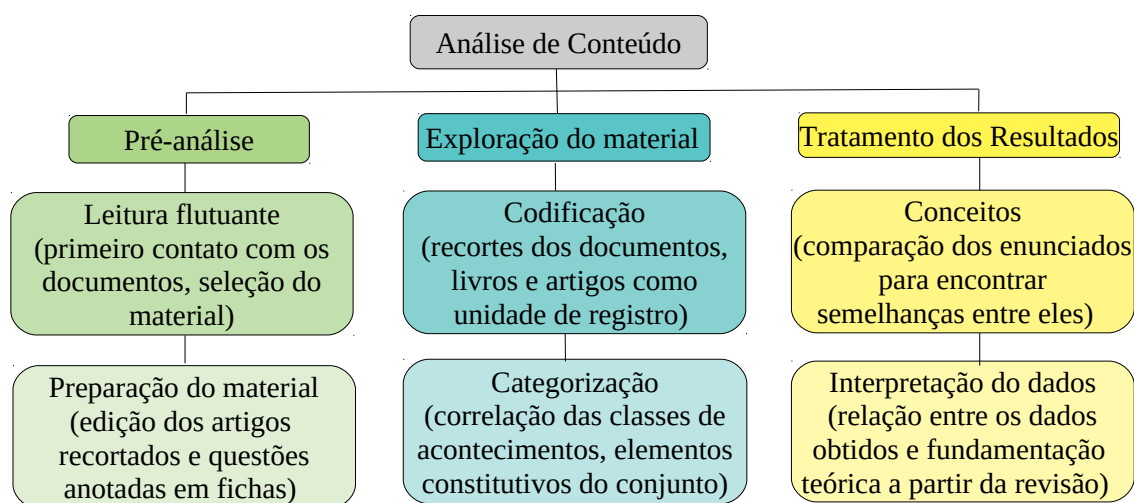 Análise de Conteúdo
Pré-análise
Exploração do material
Tratamento dos Resultados
Leitura flutuante
(primeiro contato com os
documentos, seleção do
material)
Codificação
(recortes dos documentos,
livros e artigos como
unidade de registro)
Conceitos
(comparação dos enunciados
para encontrar
semelhanças entre eles)
Preparação do material
(edição dos artigos
recortados e questões
anotadas em fichas)
Categorização
(correlação das classes de
acontecimentos, elementos
constitutivos do conjunto)
Interpretação do dados
(relação entre os dados
obtidos e fundamentação
teórica a partir da revisão)